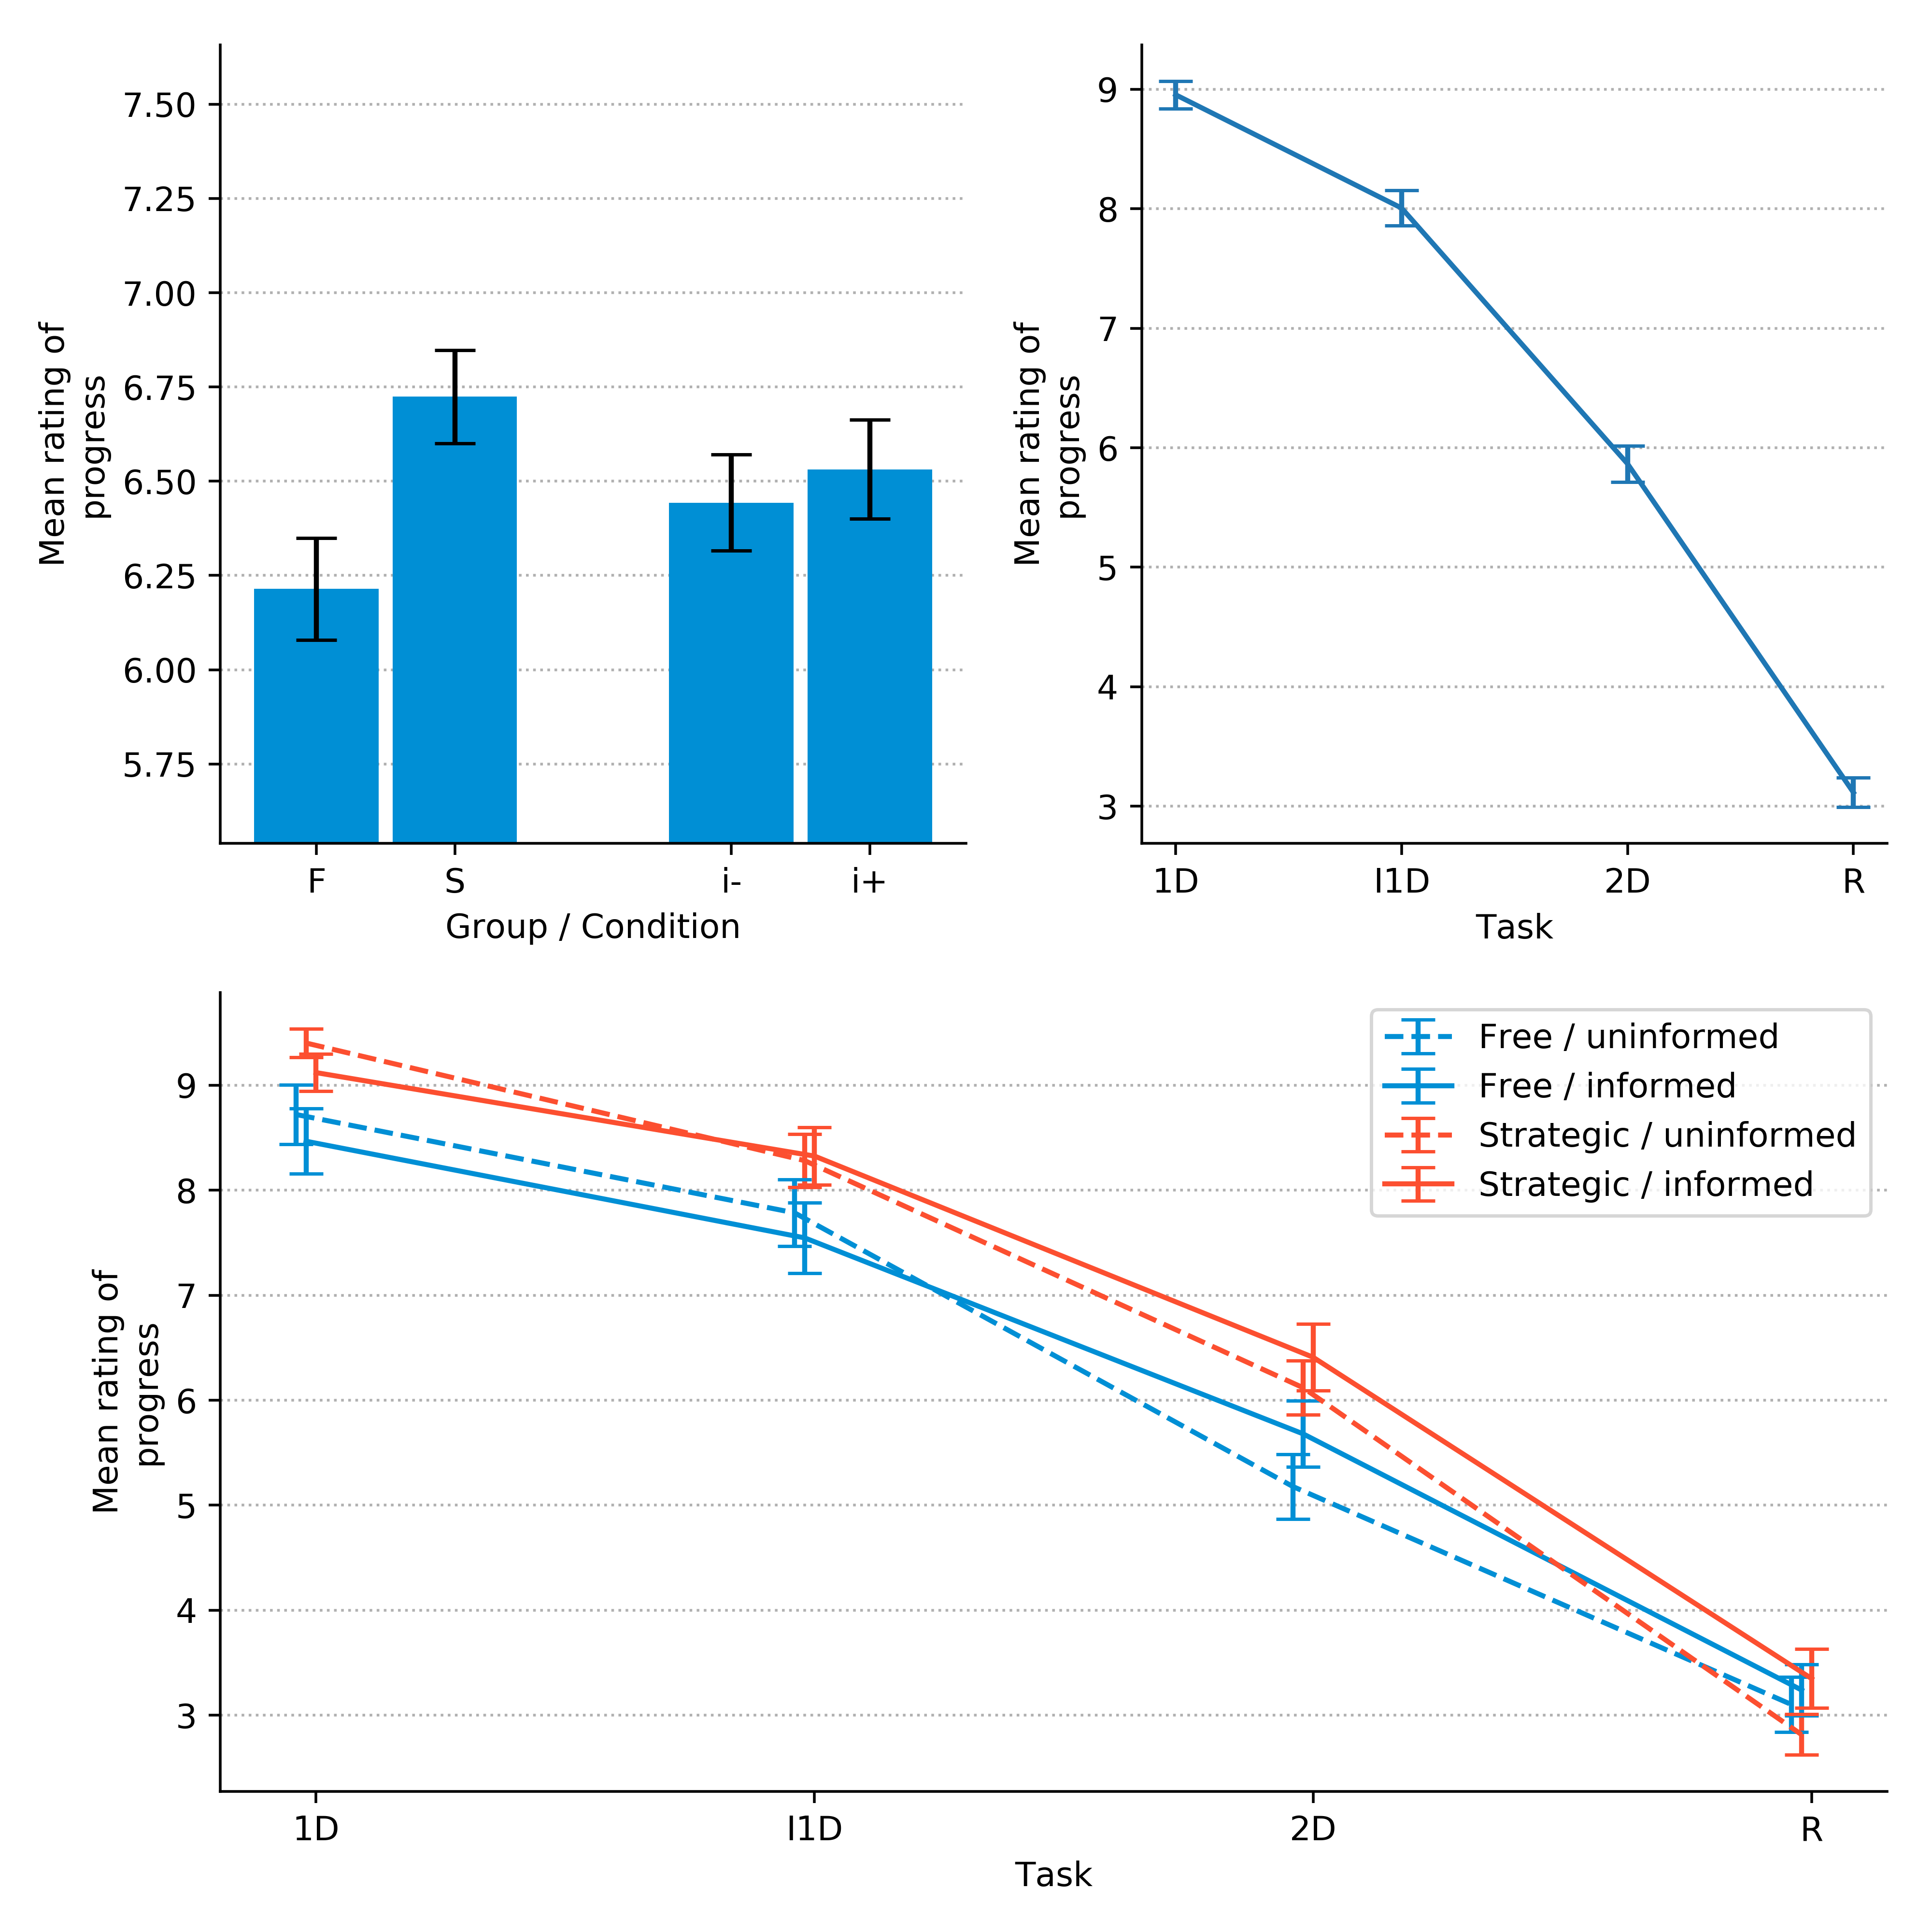 7.50
7.25
7.00
6.75
6.50
6.25
6.00
5.75
Mean rating of
progress
F S i- i+
Group / Condition
9
8
7
6
5
4
3
Mean rating of
progress
1D I1D 2D R
Task
9
8
7
6
5
4
3
Mean rating of
progress
Free / uninformed
Free / informed
Strategic / uninformed
Strategic / informed
1D I1D 2D R
Task